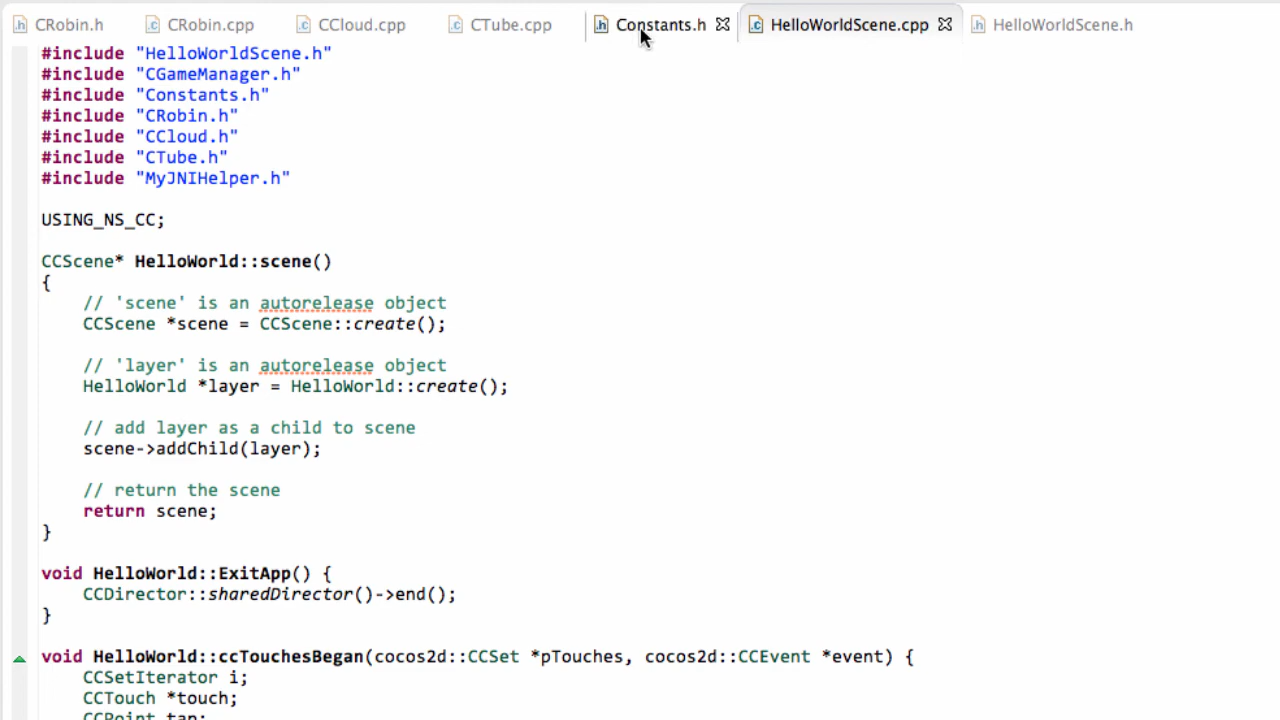 CRobin.h CRobin.cpp CCloud.cpp CTube.cpp Constants.h HelloWorldScene.cpp HelloWorldScene.h
#include "HelloWorldScene.h"
#include "CGameManager.h"
#include "Constants.h"
#include "CRobin.h"
#include "CCloud.h"
#include "CTube.h"
#include "MyJNIHelper.h"
USING_NS_CC;
CCScene* HelloWorld::scene()
{
// 'scene' is an autorelease object
CCScene *scene = CCScene::create();
// 'layer' is an autorelease object
HelloWorld *layer = HelloWorld::create();
// add layer as a child to scene
scene->addChild(layer);
// return the scene
return scene;
}
void HelloWorld::ExitApp() {
CCDirector::sharedDirector()->end();
}
void HelloWorld::ccTouchesBegan(cocos2d::CCSet *pTouches, cocos2d::CCEvent *event) {
CCSetIterator i;
CCTouch *touch;
CCPoint tap;